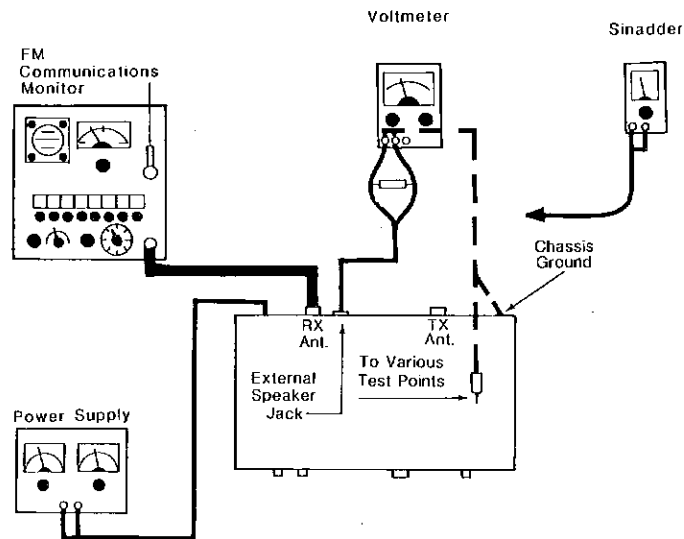 Voltmeter
Sinadder
FM
Communications
Monitor
Chassis
Ground
RX
Ant.
TX
Ant.
External
Speaker
Jack
To Various
Test Points
Power Supply